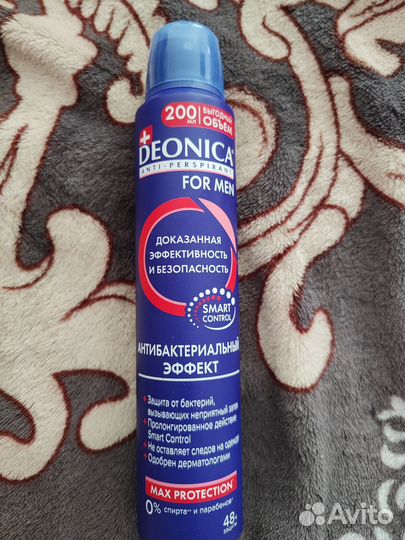 200 МЛ ВЫГОДНЫЙ ОБЪЁМ
DEONICA
ANTI-PERSPIRANT
FOR MEN
ДОКАЗАННАЯ
ЭФФЕКТИВНОСТЬ
И БЕЗОПАСНОСТЬ
SMART
CONTROL
АНТИБАКТЕРИАЛЬНЫЙ
ЭФФЕКТ
Защита от бактерий,
вызывающих неприятный запах
Пролонгированное действие
Smart Control
Не оставляет следов на одежде
Одобрен дерматологами
MAX PROTECTION
0% спирта** и парабенов*
48ч
Avito